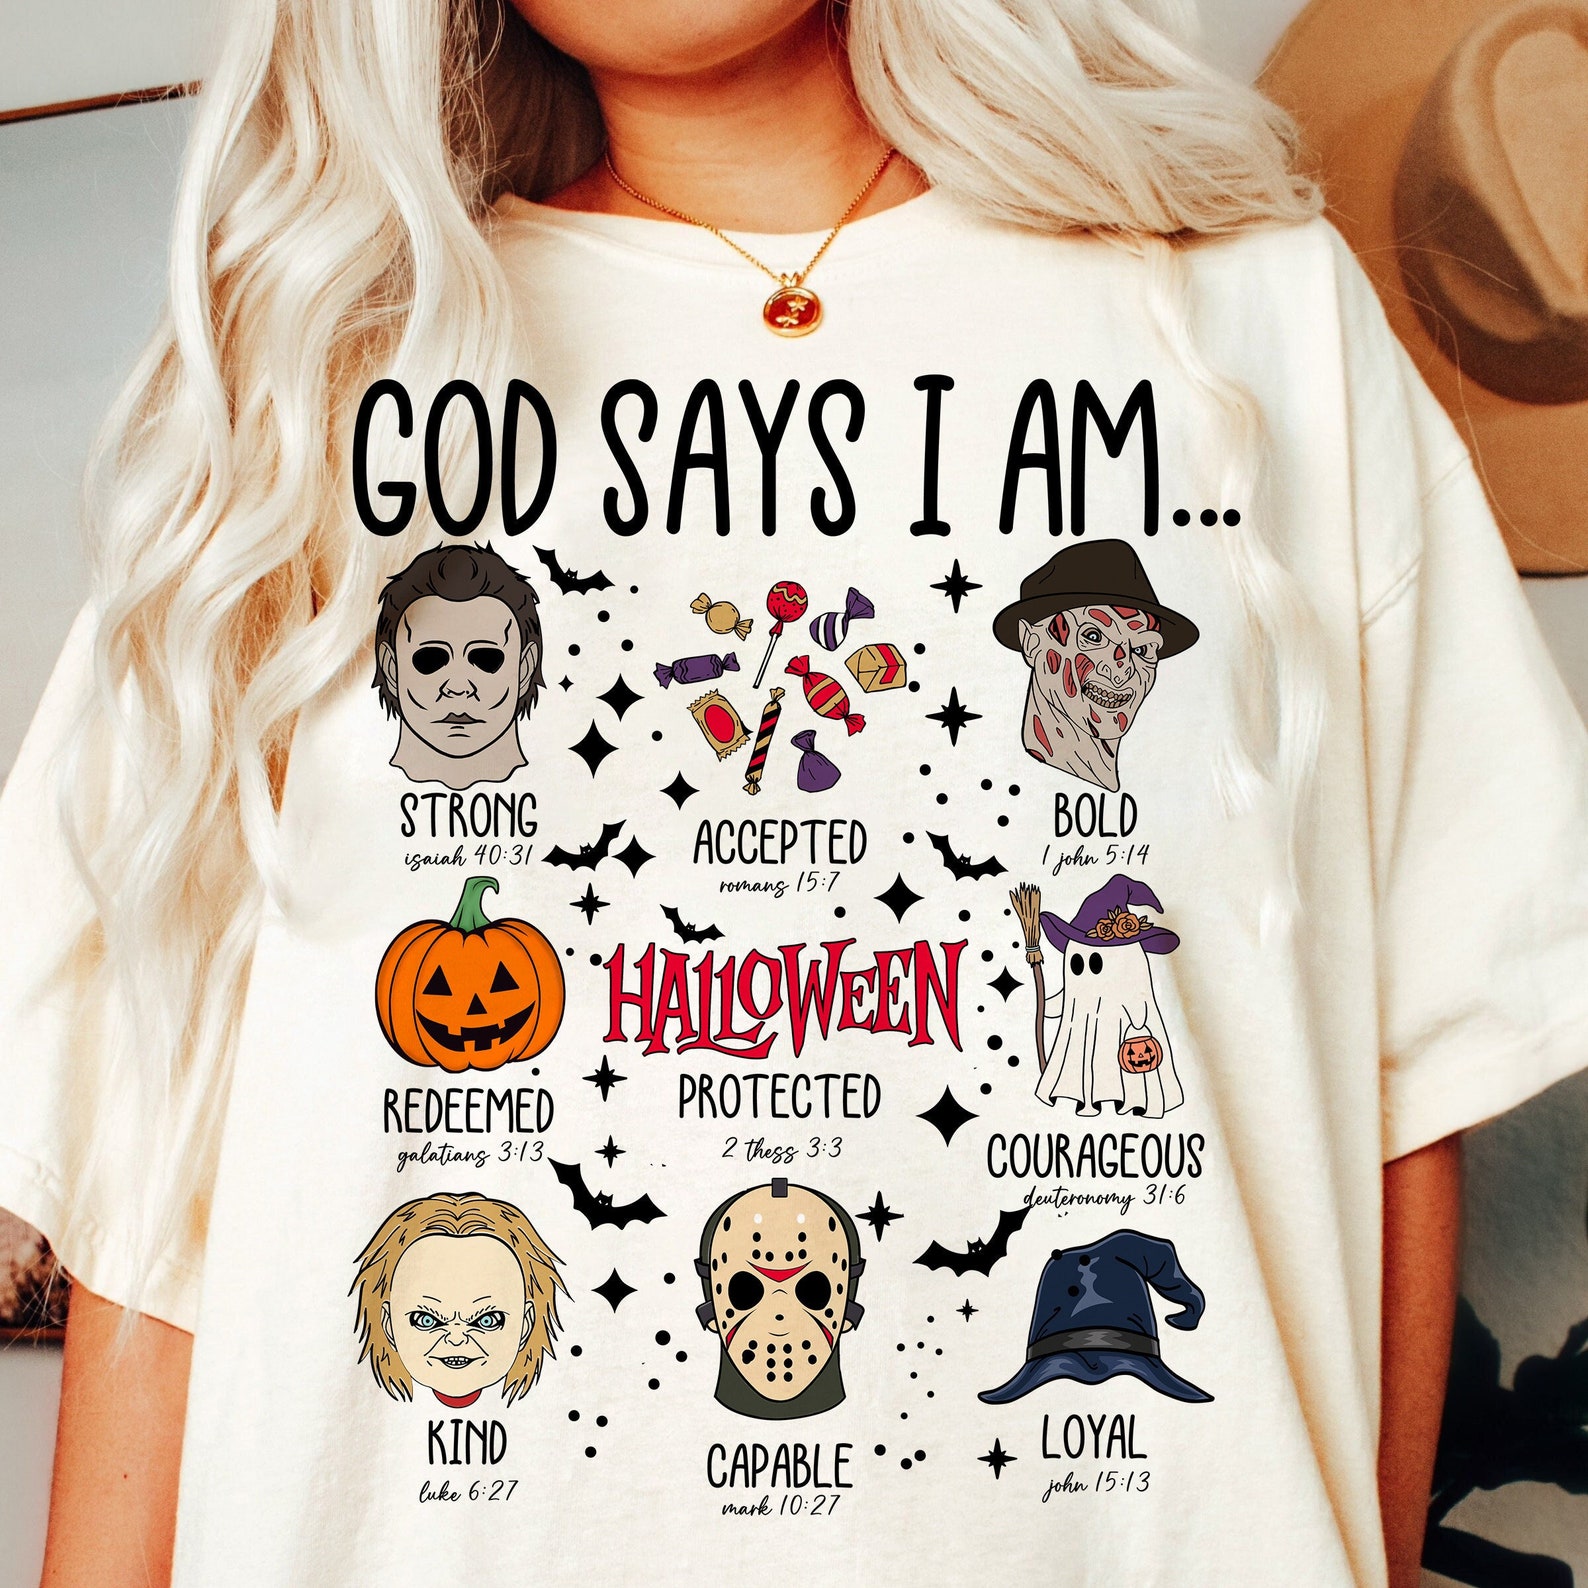 GOD SAYS I AM...
STRONG
isaiah 40:31
ACCEPTED
romans 15:7
BOLD
1 john 5:14
REDEEMED
galatians 3:13
HALLOWEEN
PROTECTED
2 thess 3:3
COURAGEOUS
deuteronomy 31:6
KIND
luke 6:27
CAPABLE
mark 10:27
LOYAL
john 15:13